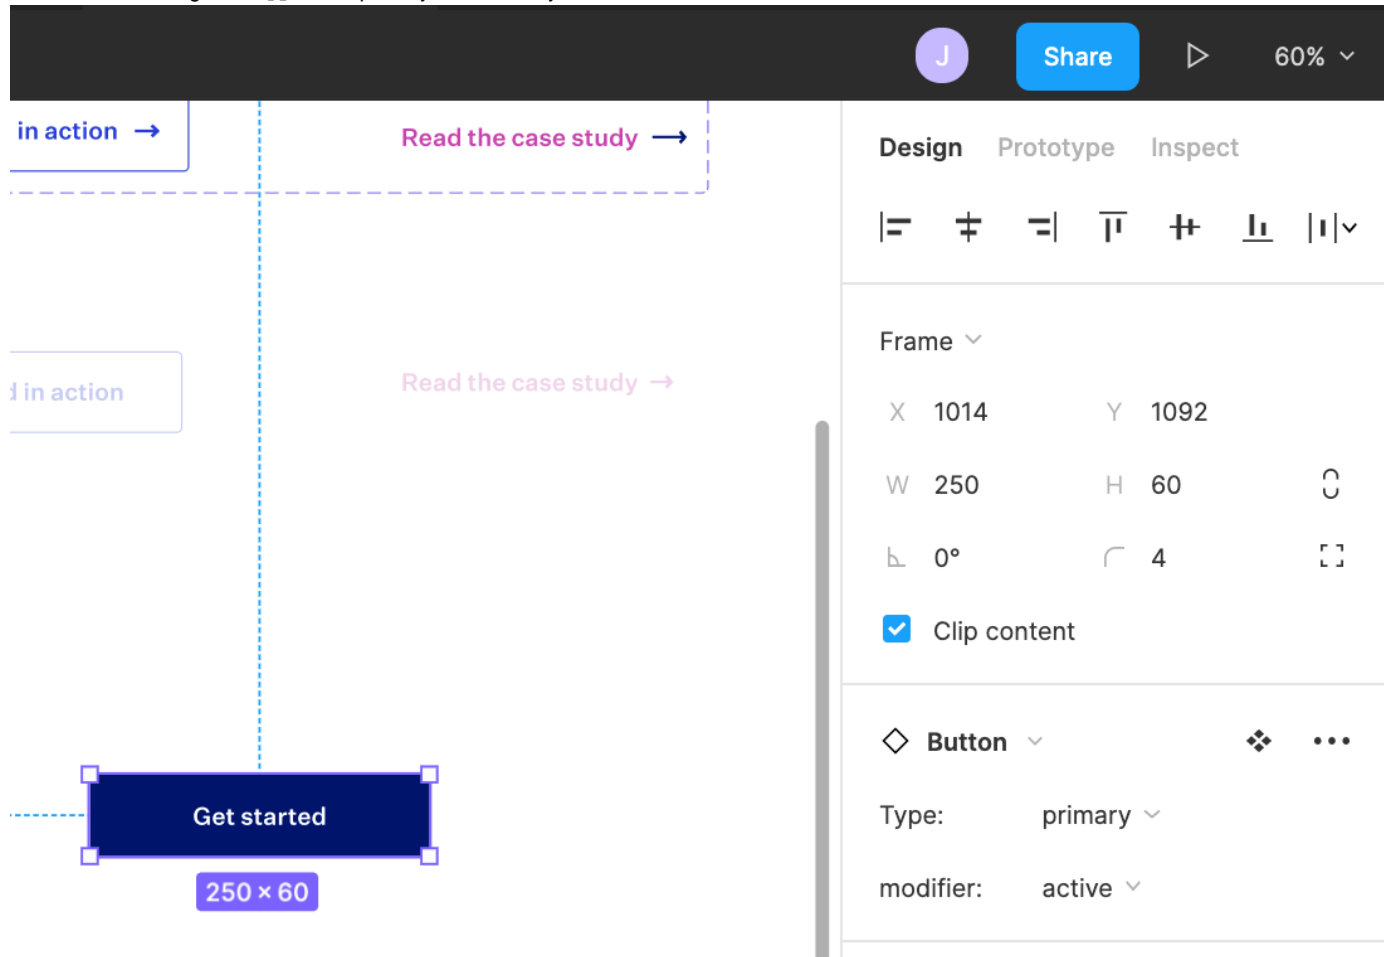 J
Share
60%
in action →
Read the case study →
Design Prototype Inspect
Frame
X 1014 Y 1092
in action
Read the case study →
W 250 H 60
0° 4
Clip content
Button
Type: primary
modifier: active
Get started
250 × 60